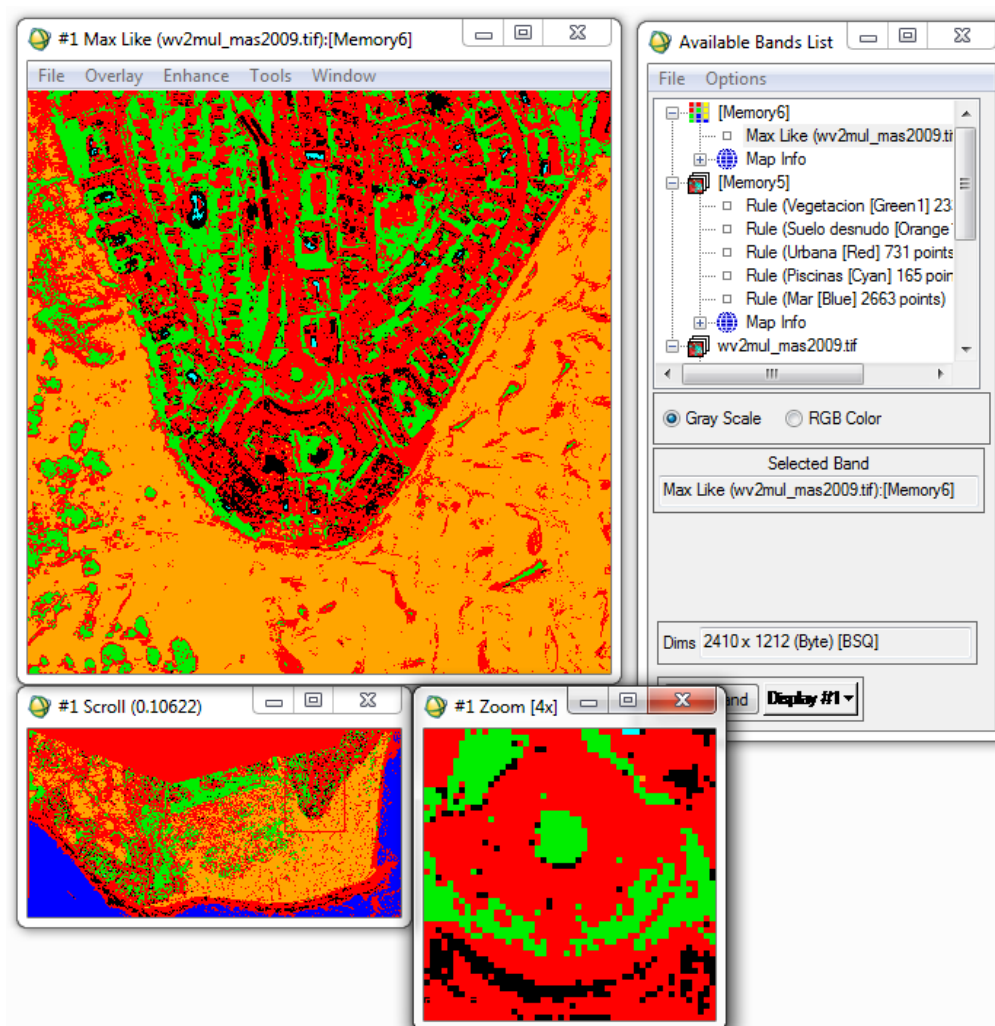 #1 Max Like (wv2mul_mas2009.tif):[Memory6]
File Overlay Enhance Tools Window
Available Bands List
File Options
[Memory6]
Max Like (wv2mul_mas2009.ti
Map Info
[Memory5]
Rule (Vegetacion [Green1] 23
Rule (Suelo desnudo [Orange
Rule (Urbana [Red] 731 points
Rule (Piscinas [Cyan] 165 poin
Rule (Mar [Blue] 2663 points)
Map Info
wv2mul_mas2009.tif
Gray Scale RGB Color
Selected Band
Max Like (wv2mul_mas2009.tif):[Memory6]
Dims 2410 x 1212 (Byte) [BSQ]
and Display #1
#1 Scroll (0.10622)
#1 Zoom [4x]